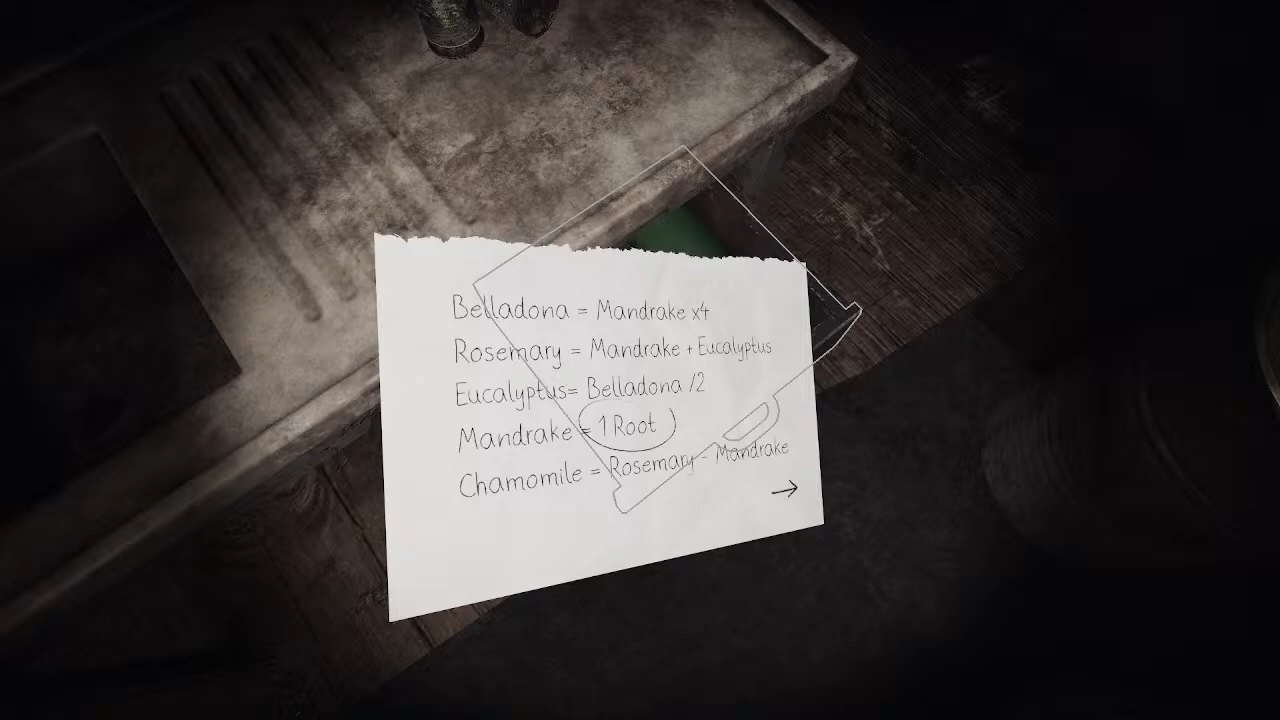 Belladona = Mandrake x4
Rosemary = Mandrake + Eucalyptus
Eucalyptus= Belladona /2
Mandrake = 1 Root
Chamomile = Rosemary - Mandrake
→